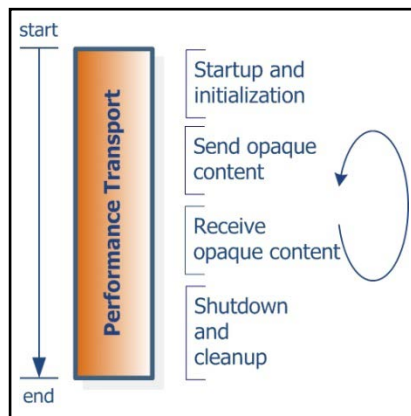 start
Performance Transport
Startup and
initialization
Send opaque
content
Receive
opaque content
Shutdown
and
cleanup
end